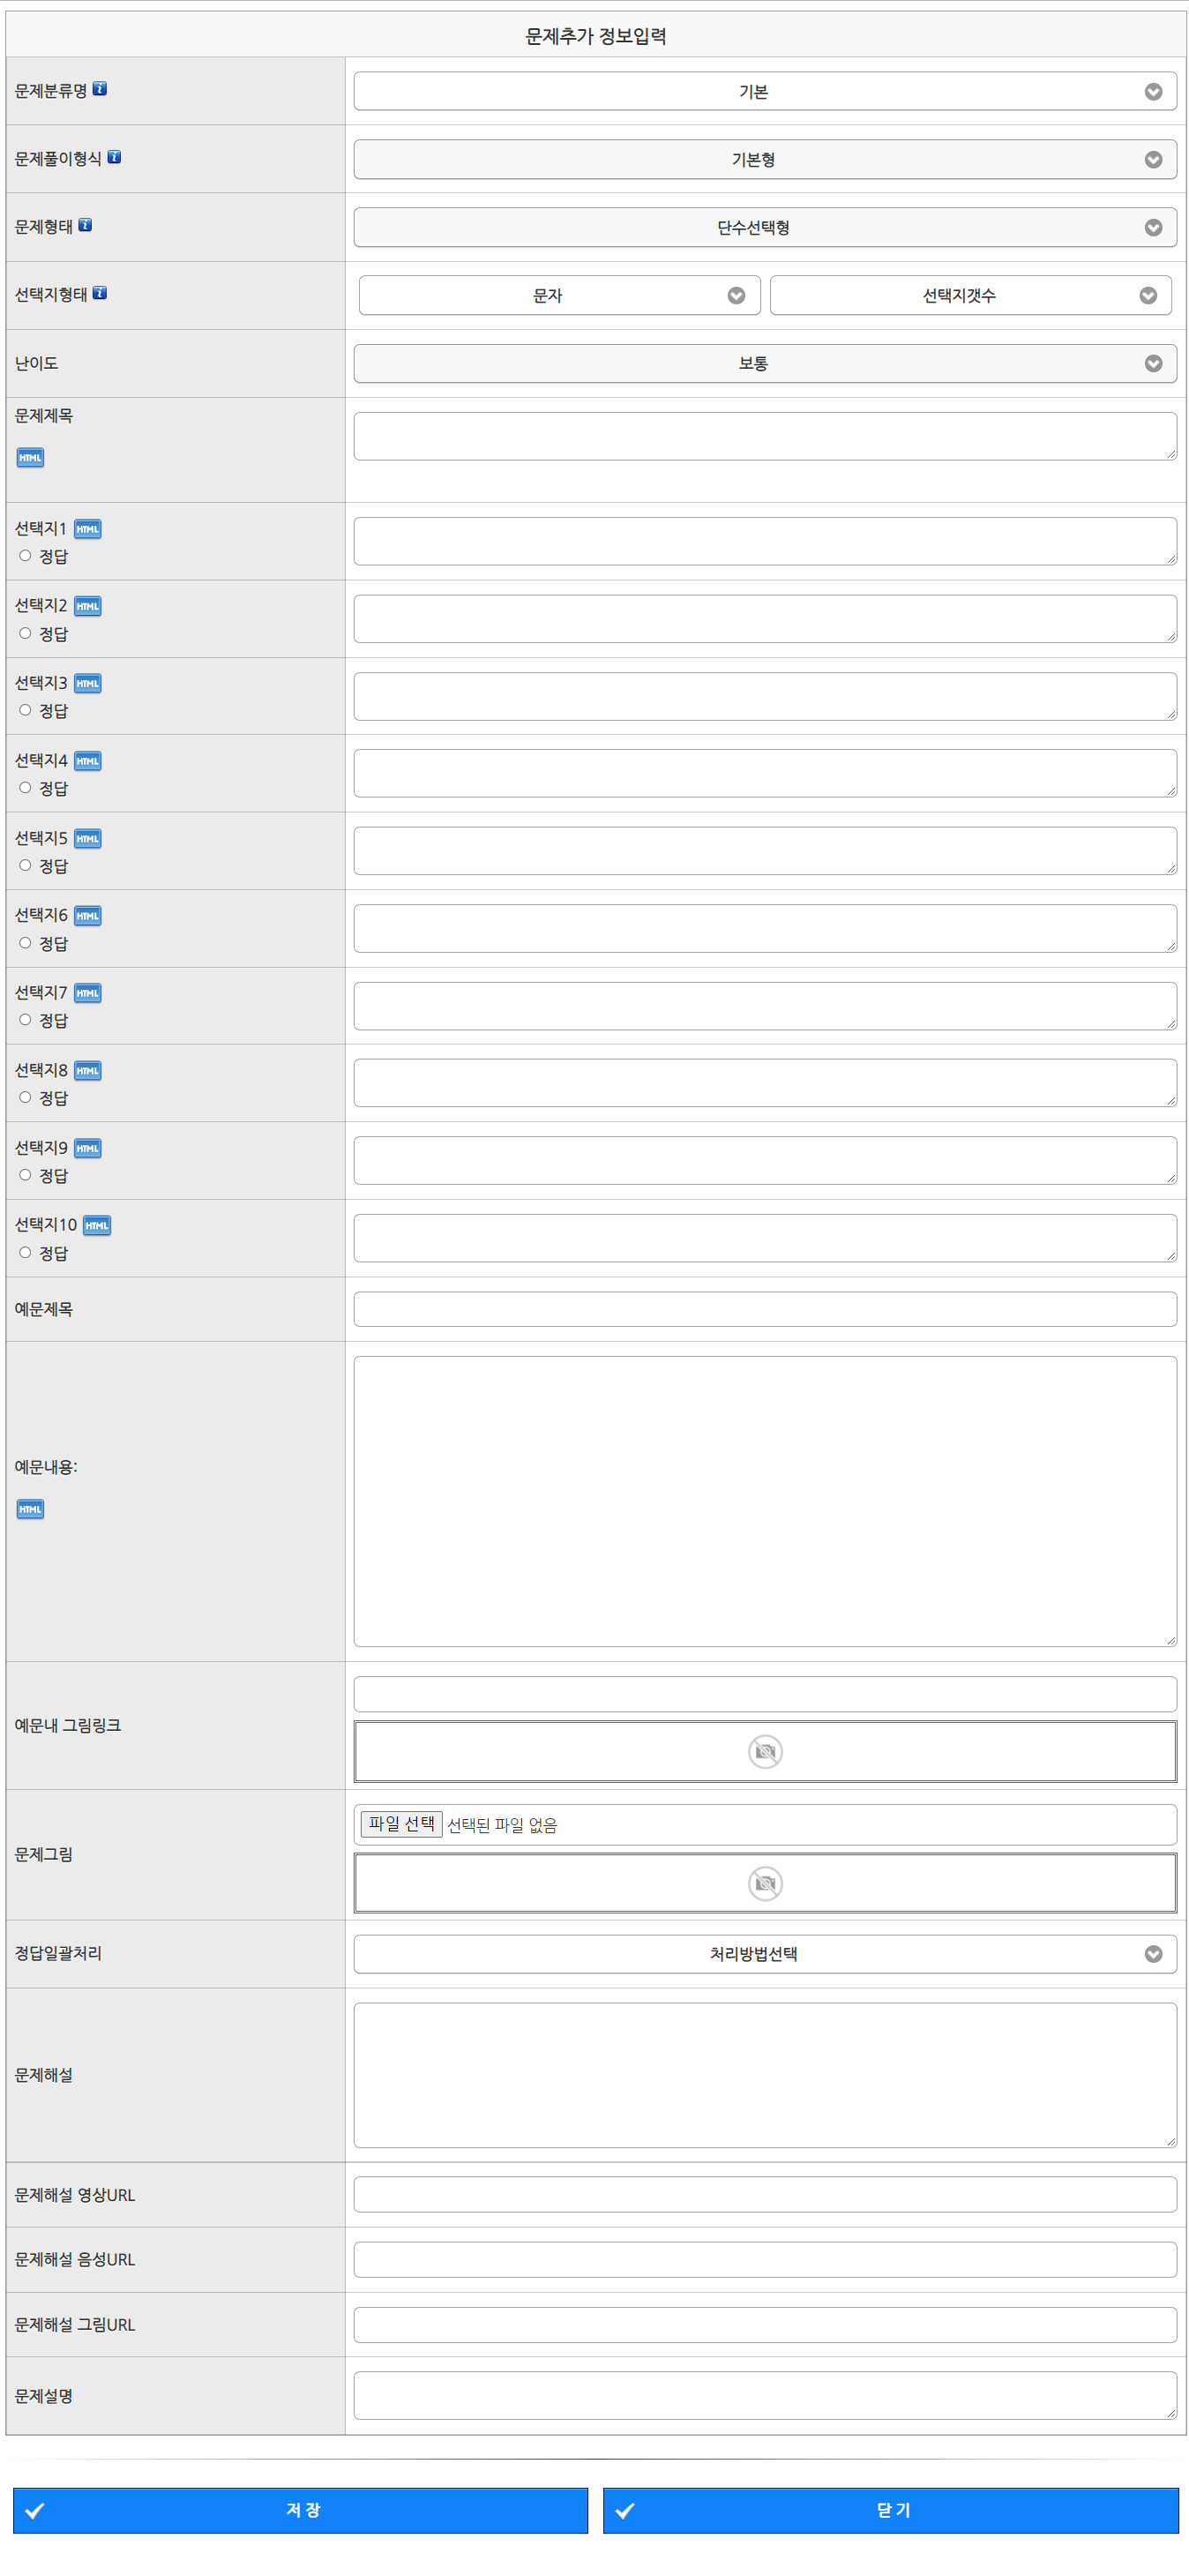 문제추가 정보입력
문제분류명 i 기본
문제풀이형식 i 기본형
문제형태 i 단수선택형
선택지형태 i 문자 선택지갯수
난이도 보통
문제제목
HTML
선택지1 HTML
정답
선택지2 HTML
정답
선택지3 HTML
정답
선택지4 HTML
정답
선택지5 HTML
정답
선택지6 HTML
정답
선택지7 HTML
정답
선택지8 HTML
정답
선택지9 HTML
정답
선택지10 HTML
정답
예문제목
예문내용:
HTML
예문내 그림링크
파일 선택 선택된 파일 없음
문제그림
정답일괄처리 처리방법선택
문제해설
문제해설 영상URL
문제해설 음성URL
문제해설 그림URL
문제설명
저 장 닫 기